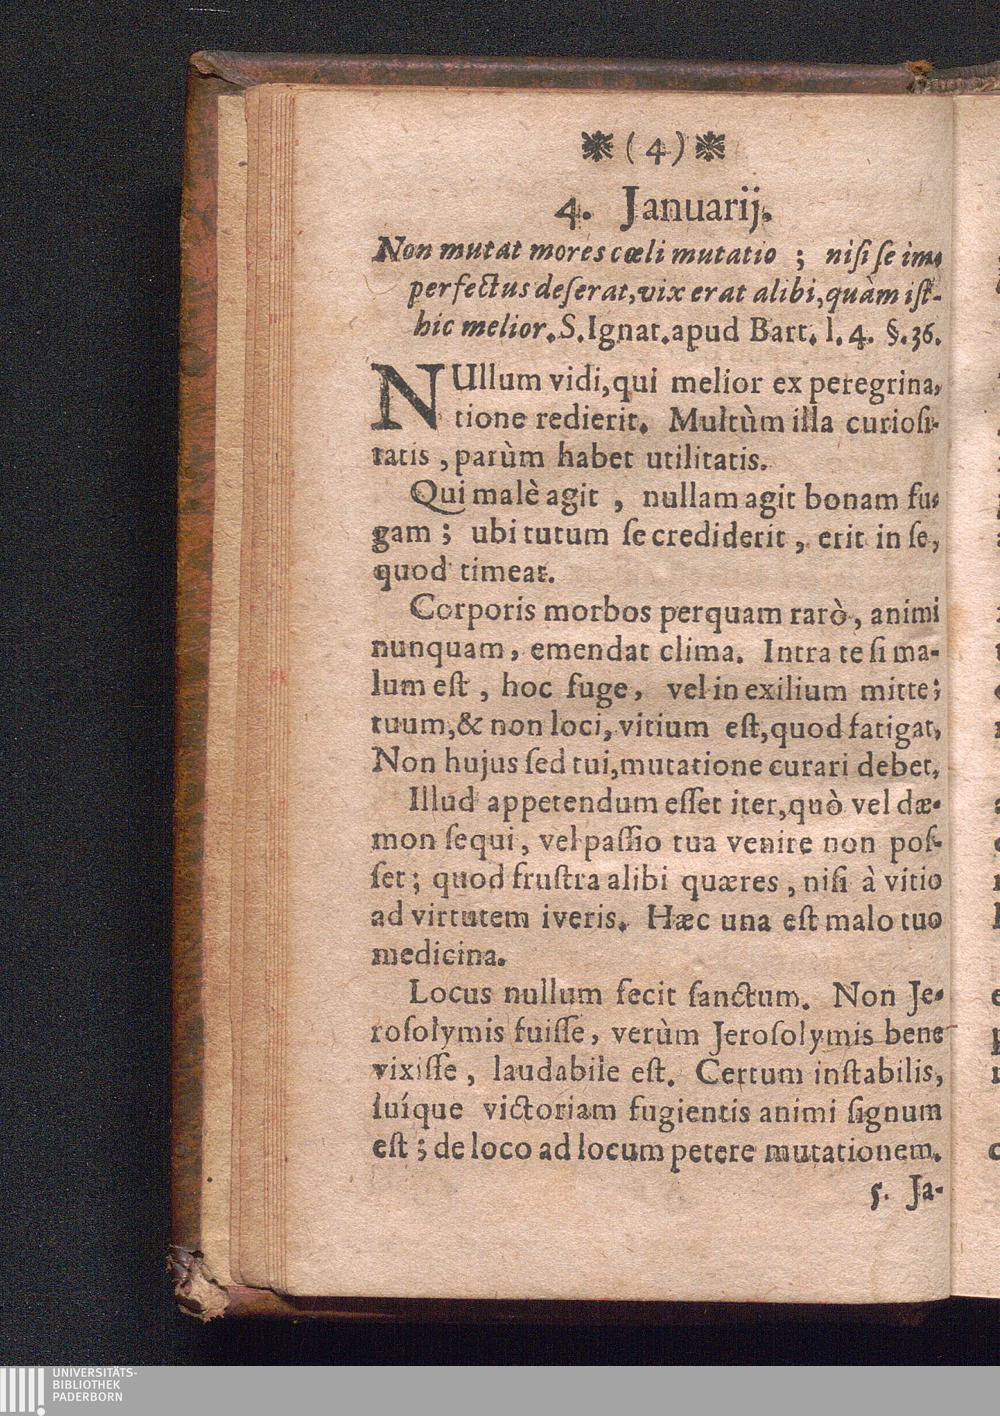 ❋(4)❋
4. Januarij.
Non mutat mores cœli mutatio ; niſi ſe im-
perfectus deſerat, vix erat alibi, quàm iſt-
hic melior. S. Ignat. apud Bart. l. 4. §. 36.
NUllum vidi, qui melior ex peregrina-
tione redierit. Multùm illa curioſi-
tatis, parùm habet utilitatis.
Qui malè agit , nullam agit bonam fu-
gam ; ubi tutum ſe crediderit , erit in ſe,
quod timeat.
Corporis morbos perquam rarò, animi
nunquam, emendat clima. Intra te ſi ma-
lum eſt , hoc fuge, vel in exilium mitte;
tuum, & non loci, vitium eſt, quod fatigat,
Non hujus ſed tui, mutatione curari debet.
Illud appetendum eſſet iter, quò vel dæ-
mon ſequi, vel paſſio tua venire non poſ-
ſet ; quod fruſtra alibi quæres , niſi à vitio
ad virtutem iveris. Hæc una eſt malo tuo
medicina.
Locus nullum fecit ſanctum. Non Je-
roſolymis fuiſſe, verùm Jeroſolymis bene
vixiſſe , laudabile eſt. Certum inſtabilis,
ſuíque victoriam fugientis animi ſignum
eſt ; de loco ad locum petere mutationem.
5. Ja-
UNIVERSITÄTS-
BIBLIOTHEK
PADERBORN